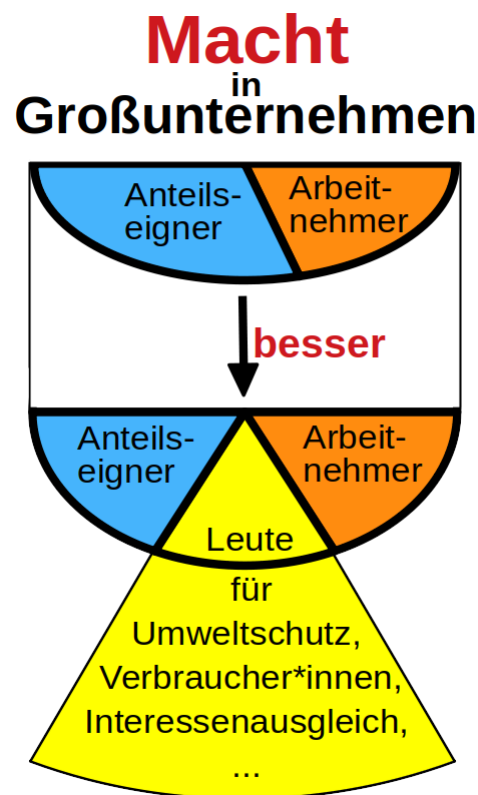 Macht
in
Großunternehmen
Anteils-
eigner
Arbeit-
nehmer
besser
Anteils-
eigner
Arbeit-
nehmer
Leute
für
Umweltschutz,
Verbraucher*innen,
Interessenausgleich,
...